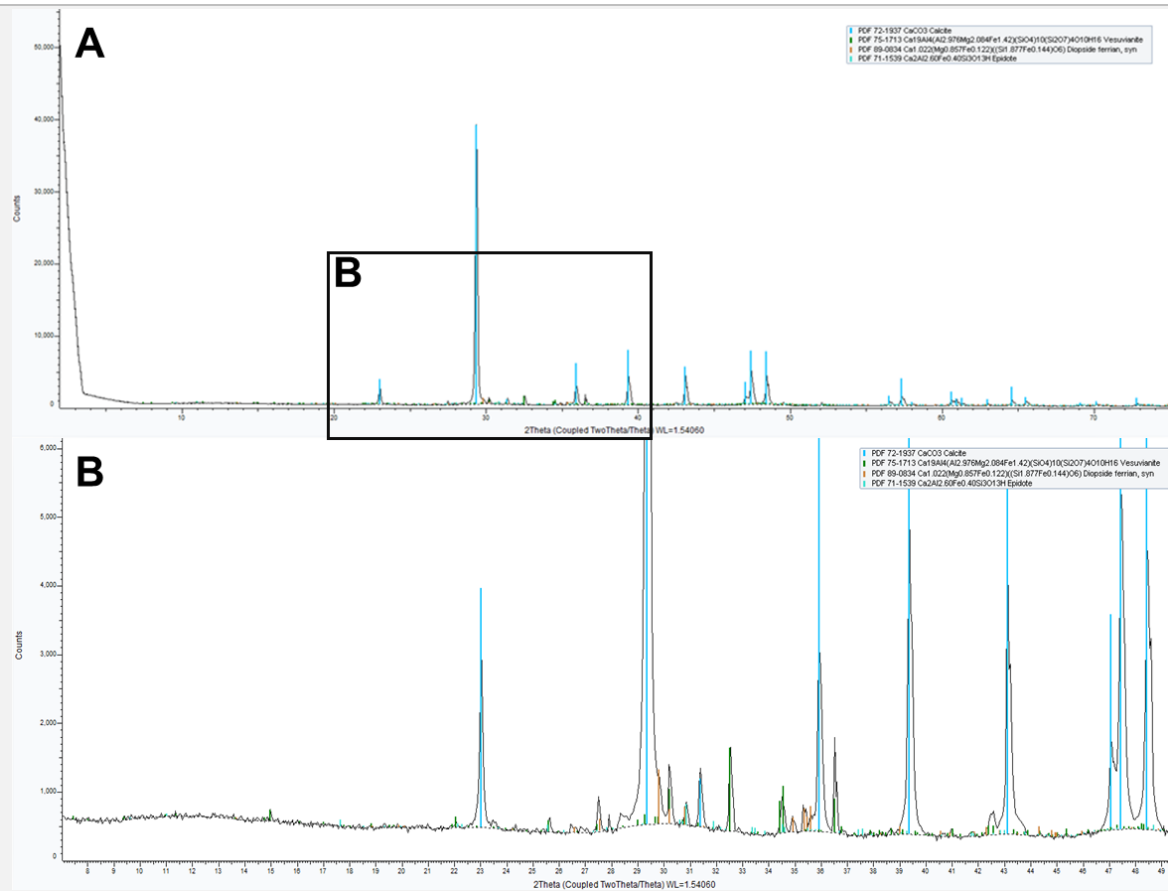 A
PDF 72-1937 CaCO3 Calcite
PDF 75-1713 Ca19Al4(Al2.976Mg2.084Fe1.42)(SiO4)10(Si2O7)4O10H16 Vesuvianite
PDF 89-0834 Ca1.022(Mg0.857Fe0.122)((Si1.877Fe0.144)O6) Diopside ferrian, syn
PDF 71-1539 Ca2Al2.60Fe0.40Si3O13H Epidote
50,000
40,000
30,000
20,000
10,000
0
Counts
B
10 20 30 40 50 60 70
2Theta (Coupled TwoTheta/Theta) WL=1.54060
B
PDF 72-1937 CaCO3 Calcite
PDF 75-1713 Ca19Al4(Al2.976Mg2.084Fe1.42)(SiO4)10(Si2O7)4O10H16 Vesuvianite
PDF 89-0834 Ca1.022(Mg0.857Fe0.122)((Si1.877Fe0.144)O6) Diopside ferrian, syn
PDF 71-1539 Ca2Al2.60Fe0.40Si3O13H Epidote
6,000
5,000
4,000
3,000
2,000
1,000
0
Counts
8 9 10 11 12 13 14 15 16 17 18 19 20 21 22 23 24 25 26 27 28 29 30 31 32 33 34 35 36 37 38 39 40 41 42 43 44 45 46 47 48 49
2Theta (Coupled TwoTheta/Theta) WL=1.54060